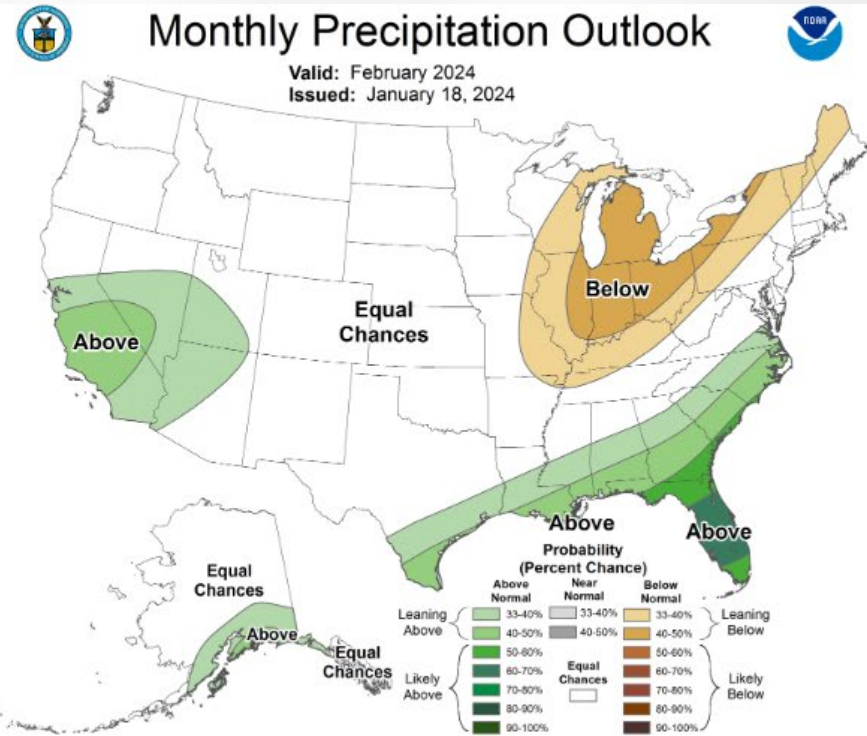 NOAA
Monthly Precipitation Outlook
Valid: February 2024
Issued: January 18, 2024
Below
Equal
Chances
Above
Above
Above
Equal
Chances
Above
Equal
Chances
Probability
(Percent Chance)
Above
Normal
Near
Normal
Below
Normal
Leaning
Above
33-40%
40-50%
33-40%
40-50%
33-40%
40-50%
Leaning
Below
Likely
Above
50-60%
60-70%
70-80%
80-90%
90-100%
Equal
Chances
50-60%
60-70%
70-80%
80-90%
90-100%
Likely
Below